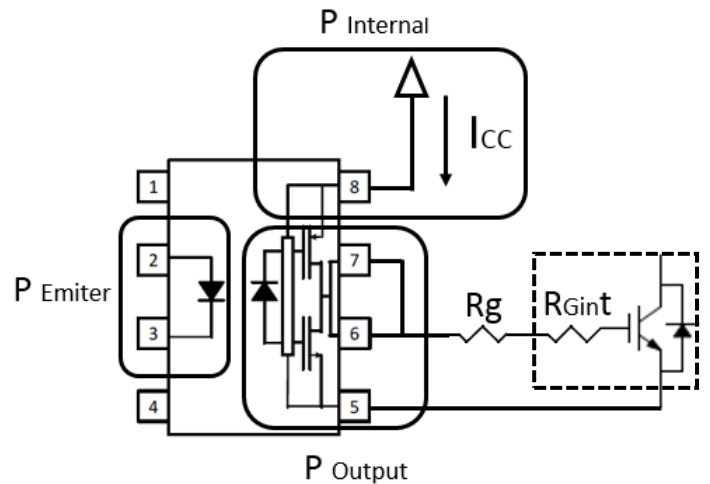 P Internal
ICC
1
8
2
7
P Emiter
Rg
RGint
3
6
4
5
P Output